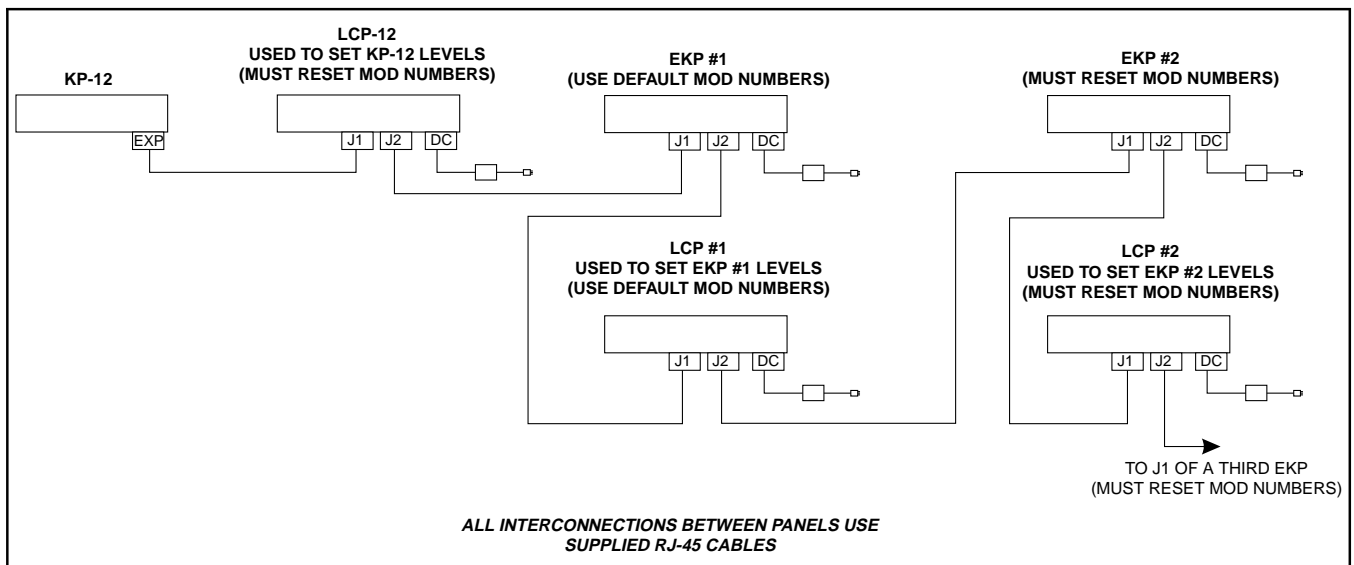 KP-12
EXP
LCP-12
USED TO SET KP-12 LEVELS
(MUST RESET MOD NUMBERS)
J1 J2 DC
EKP #1
(USE DEFAULT MOD NUMBERS)
J1 J2 DC
EKP #2
(MUST RESET MOD NUMBERS)
J1 J2 DC
LCP #1
USED TO SET EKP #1 LEVELS
(USE DEFAULT MOD NUMBERS)
J1 J2 DC
LCP #2
USED TO SET EKP #2 LEVELS
(MUST RESET MOD NUMBERS)
J1 J2 DC
TO J1 OF A THIRD EKP
(MUST RESET MOD NUMBERS)
ALL INTERCONNECTIONS BETWEEN PANELS USE
SUPPLIED RJ-45 CABLES